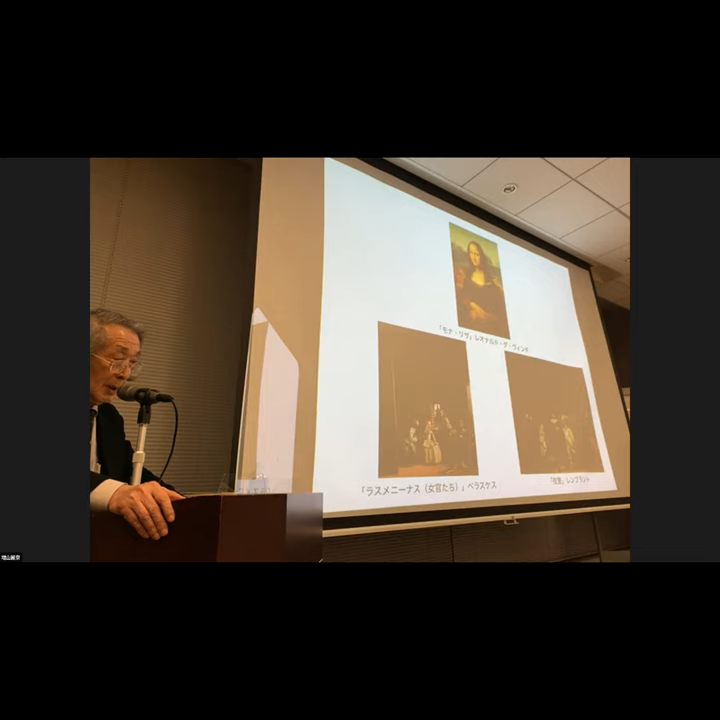 「モナ・リザ」レオナルド・ダ・ヴィンチ
「ラスメニーナス（女官たち）」ベラスケス
「夜警」レンブラント